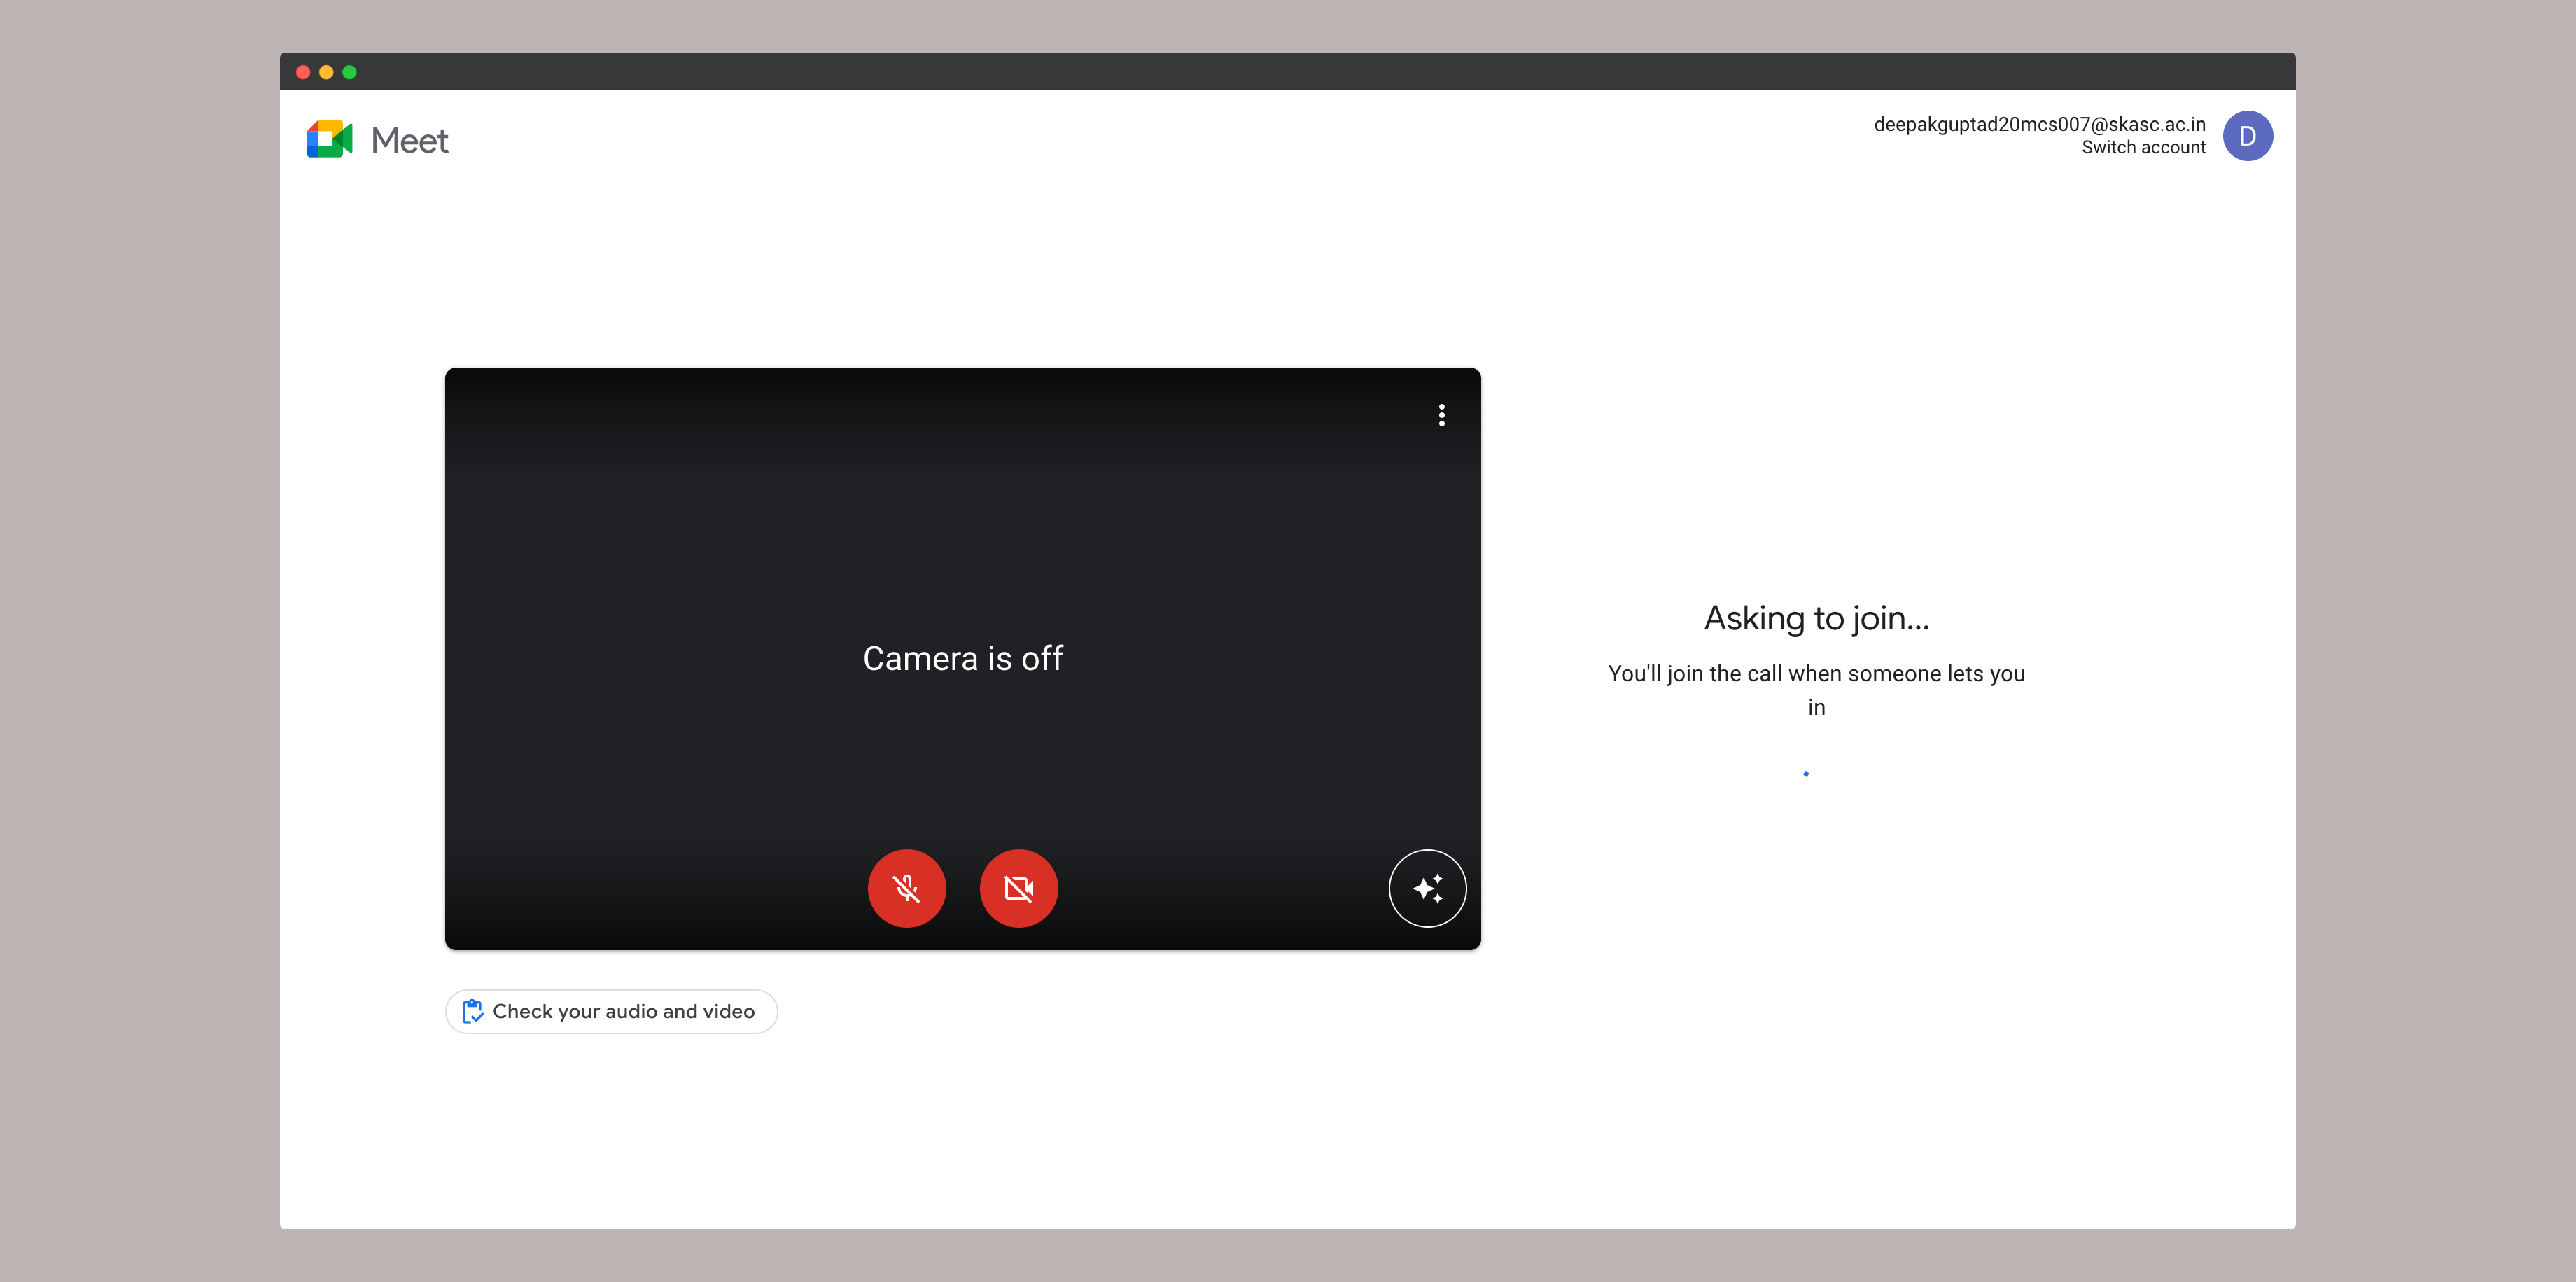 Meet
deepakguptad20mcs007@skasc.ac.in
Switch account
D
Camera is off
Asking to join...
You'll join the call when someone lets you
in
Check your audio and video